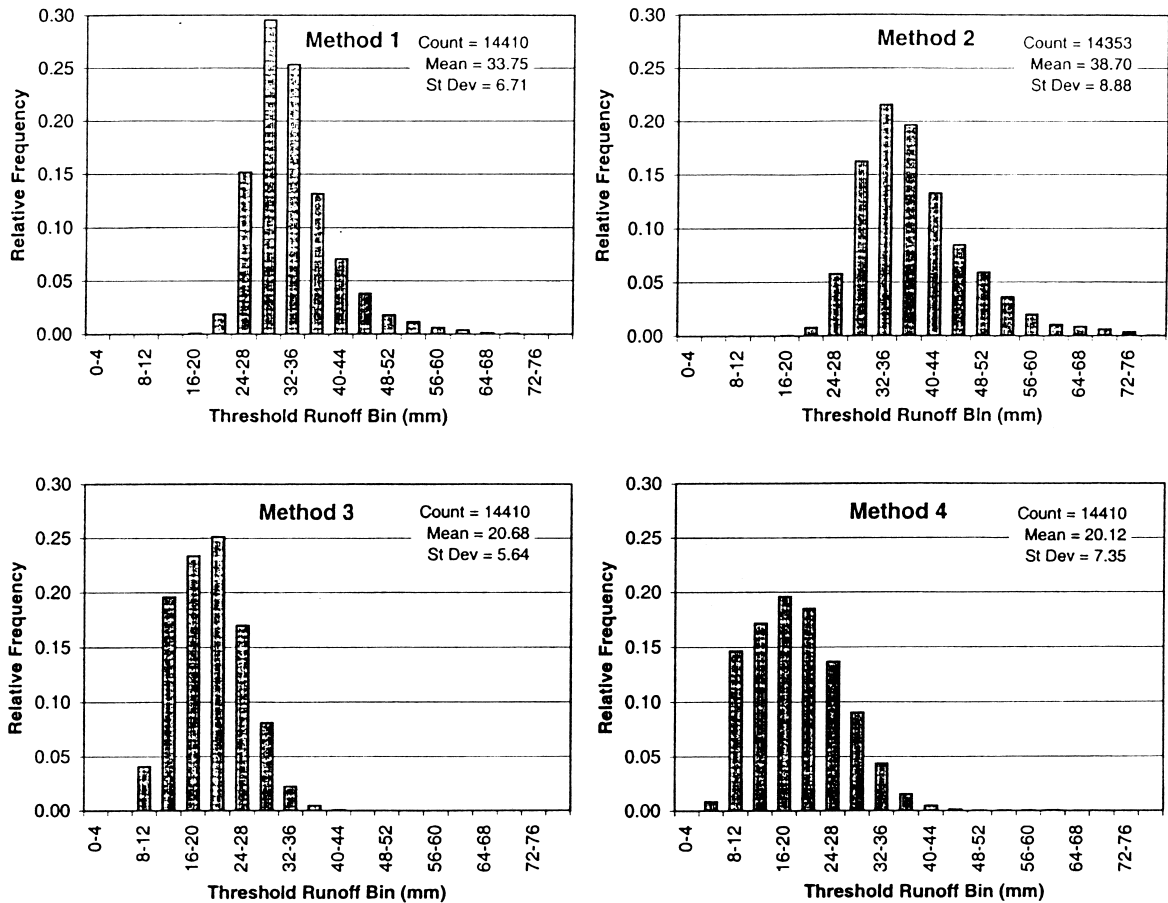 Method 1
Count = 14410
Mean = 33.75
St Dev = 6.71
Relative Frequency
0.30
0.25
0.20
0.15
0.10
0.05
0.00
0-4
8-12
16-20
24-28
32-36
40-44
48-52
56-60
64-68
72-76
Threshold Runoff Bin (mm)
Method 2
Count = 14353
Mean = 38.70
St Dev = 8.88
Relative Frequency
0.30
0.25
0.20
0.15
0.10
0.05
0.00
0-4
8-12
16-20
24-28
32-36
40-44
48-52
56-60
64-68
72-76
Threshold Runoff Bin (mm)
Method 3
Count = 14410
Mean = 20.68
St Dev = 5.64
Relative Frequency
0.30
0.25
0.20
0.15
0.10
0.05
0.00
0-4
8-12
16-20
24-28
32-36
40-44
48-52
56-60
64-68
72-76
Threshold Runoff Bin (mm)
Method 4
Count = 14410
Mean = 20.12
St Dev = 7.35
Relative Frequency
0.30
0.25
0.20
0.15
0.10
0.05
0.00
0-4
8-12
16-20
24-28
32-36
40-44
48-52
56-60
64-68
72-76
Threshold Runoff Bin (mm)